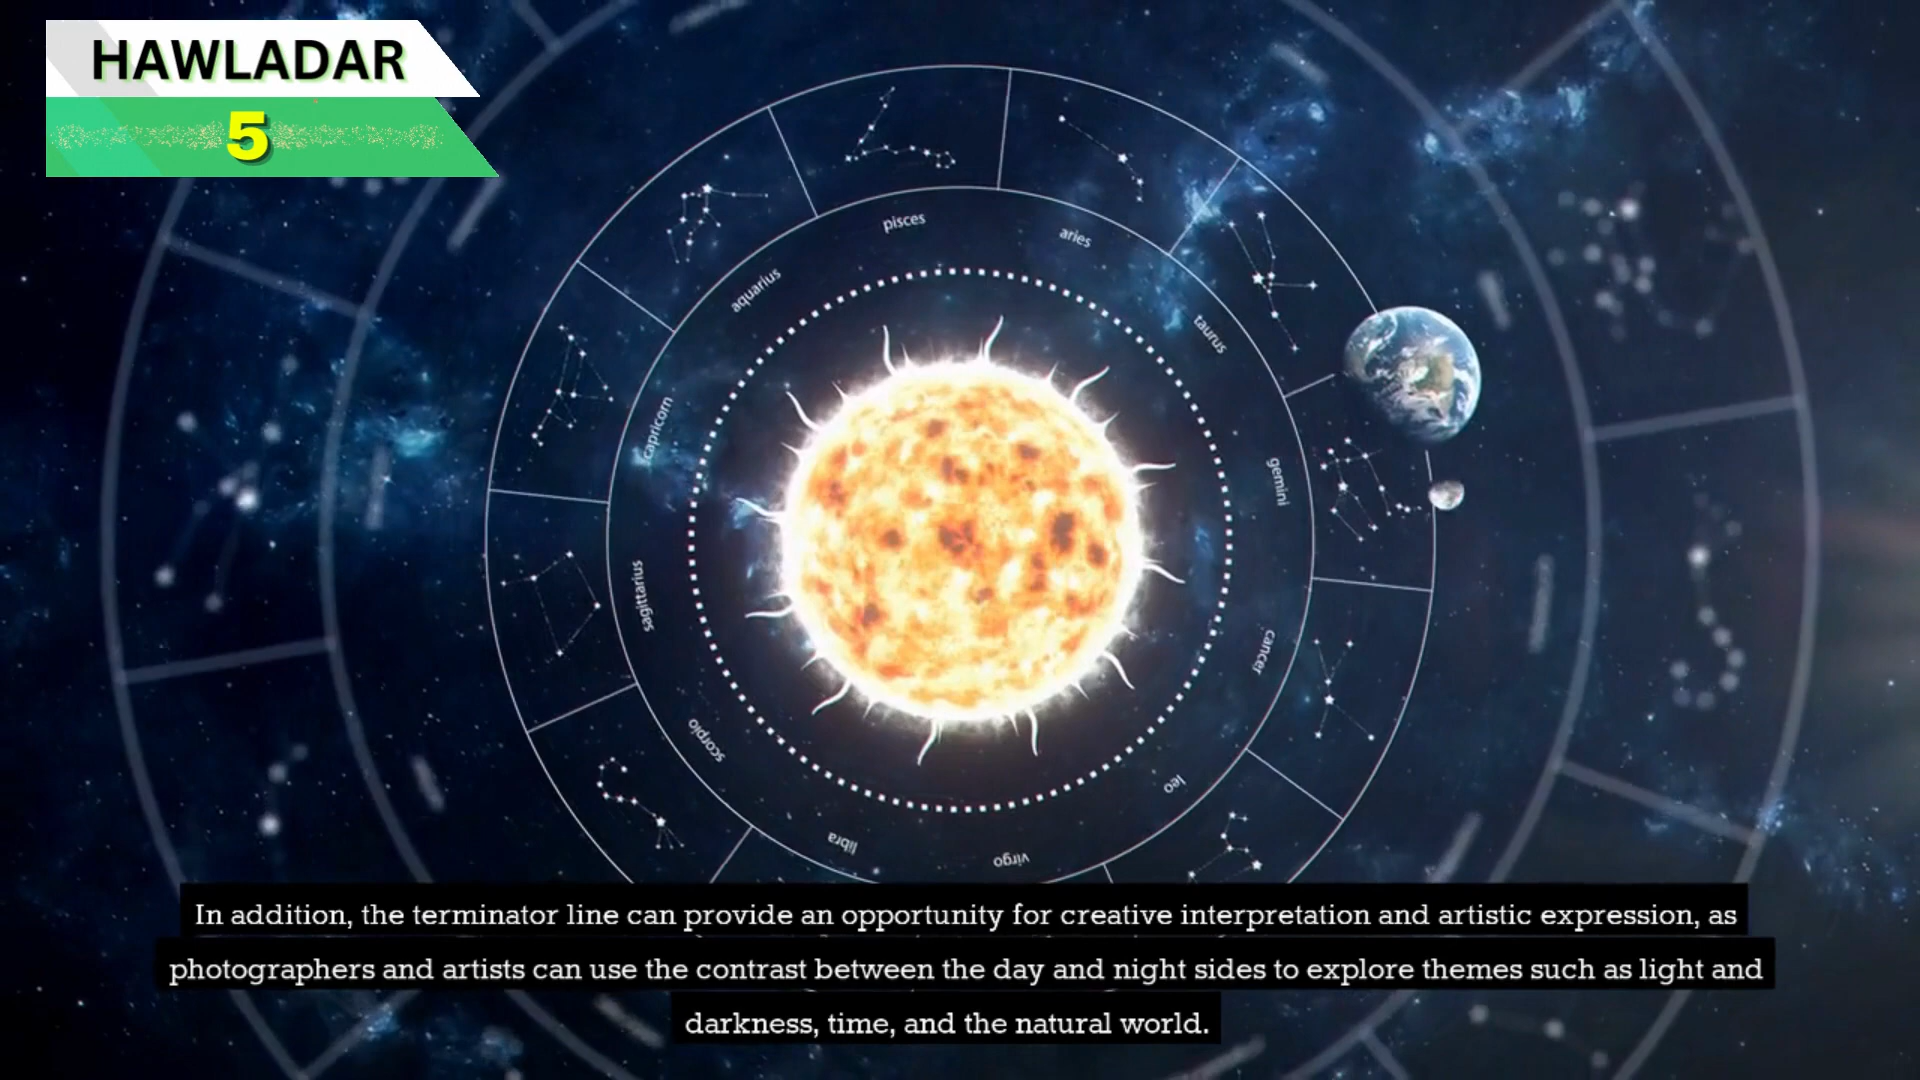 HAWLADAR
5
pisces
aries
aquarius
taurus
capricorn
gemini
sagittarius
cancer
scorpio
leo
libra
virgo
In addition, the terminator line can provide an opportunity for creative interpretation and artistic expression, as
photographers and artists can use the contrast between the day and night sides to explore themes such as light and
darkness, time, and the natural world.